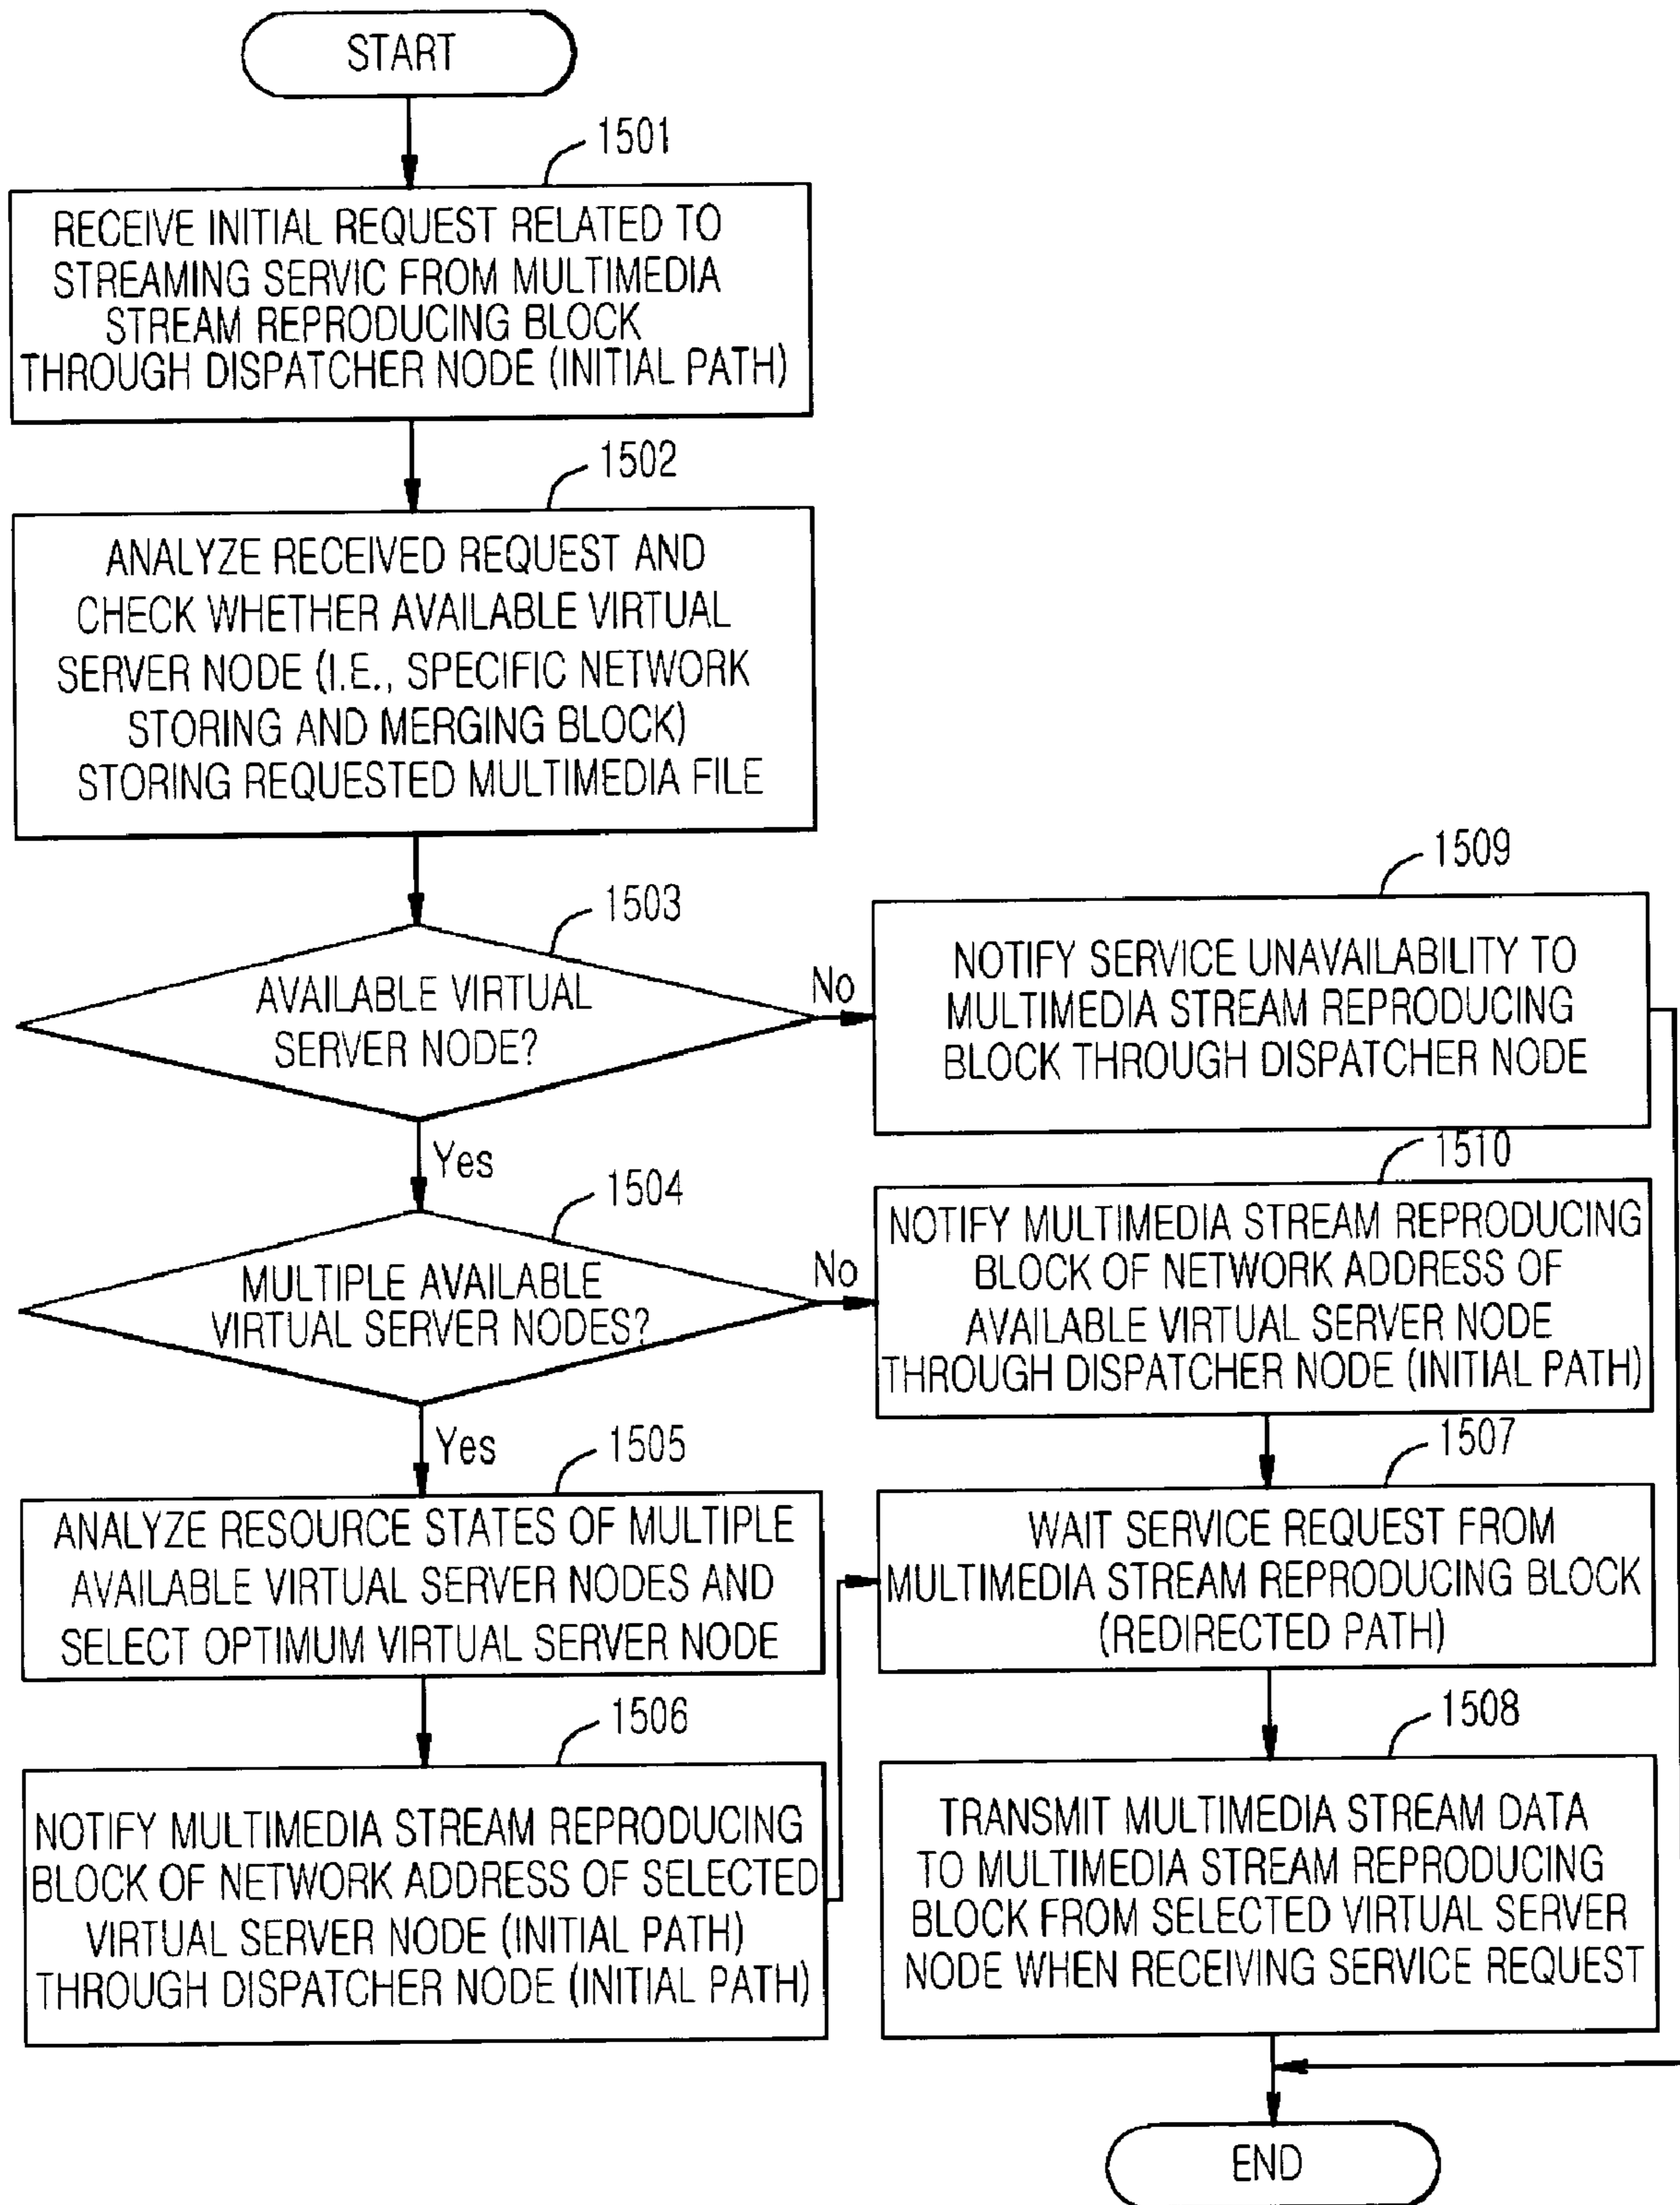 START
1501
RECEIVE INITIAL REQUEST RELATED TO
STREAMING SERVIC FROM MULTIMEDIA
STREAM REPRODUCING BLOCK
THROUGH DISPATCHER NODE (INITIAL PATH)
1502
ANALYZE RECEIVED REQUEST AND
CHECK WHETHER AVAILABLE VIRTUAL
SERVER NODE (I.E., SPECIFIC NETWORK
STORING AND MERGING BLOCK)
STORING REQUESTED MULTIMEDIA FILE
1503
AVAILABLE VIRTUAL
SERVER NODE?
No
Yes
1509
NOTIFY SERVICE UNAVAILABILITY TO
MULTIMEDIA STREAM REPRODUCING
BLOCK THROUGH DISPATCHER NODE
1504
MULTIPLE AVAILABLE
VIRTUAL SERVER NODES?
No
Yes
1510
NOTIFY MULTIMEDIA STREAM REPRODUCING
BLOCK OF NETWORK ADDRESS OF
AVAILABLE VIRTUAL SERVER NODE
THROUGH DISPATCHER NODE (INITIAL PATH)
1505
ANALYZE RESOURCE STATES OF MULTIPLE
AVAILABLE VIRTUAL SERVER NODES AND
SELECT OPTIMUM VIRTUAL SERVER NODE
1506
NOTIFY MULTIMEDIA STREAM REPRODUCING
BLOCK OF NETWORK ADDRESS OF SELECTED
VIRTUAL SERVER NODE (INITIAL PATH)
THROUGH DISPATCHER NODE (INITIAL PATH)
1507
WAIT SERVICE REQUEST FROM
MULTIMEDIA STREAM REPRODUCING BLOCK
(REDIRECTED PATH)
1508
TRANSMIT MULTIMEDIA STREAM DATA
TO MULTIMEDIA STREAM REPRODUCING
BLOCK FROM SELECTED VIRTUAL SERVER
NODE WHEN RECEIVING SERVICE REQUEST
END